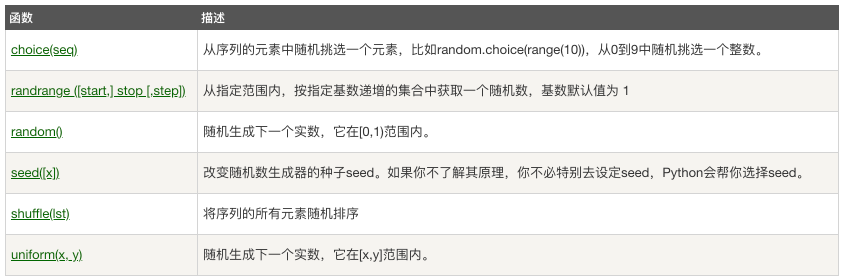 函数 描述
choice(seq) 从序列的元素中随机挑选一个元素，比如random.choice(range(10))，从0到9中随机挑选一个整数。
randrange ([start,] stop [,step]) 从指定范围内，按指定基数递增的集合中获取一个随机数，基数默认值为 1
random() 随机生成下一个实数，它在[0,1)范围内。
seed([x]) 改变随机数生成器的种子seed。如果你不了解其原理，你不必特别去设定seed，Python会帮你选择seed。
shuffle(lst) 将序列的所有元素随机排序
uniform(x, y) 随机生成下一个实数，它在[x,y]范围内。